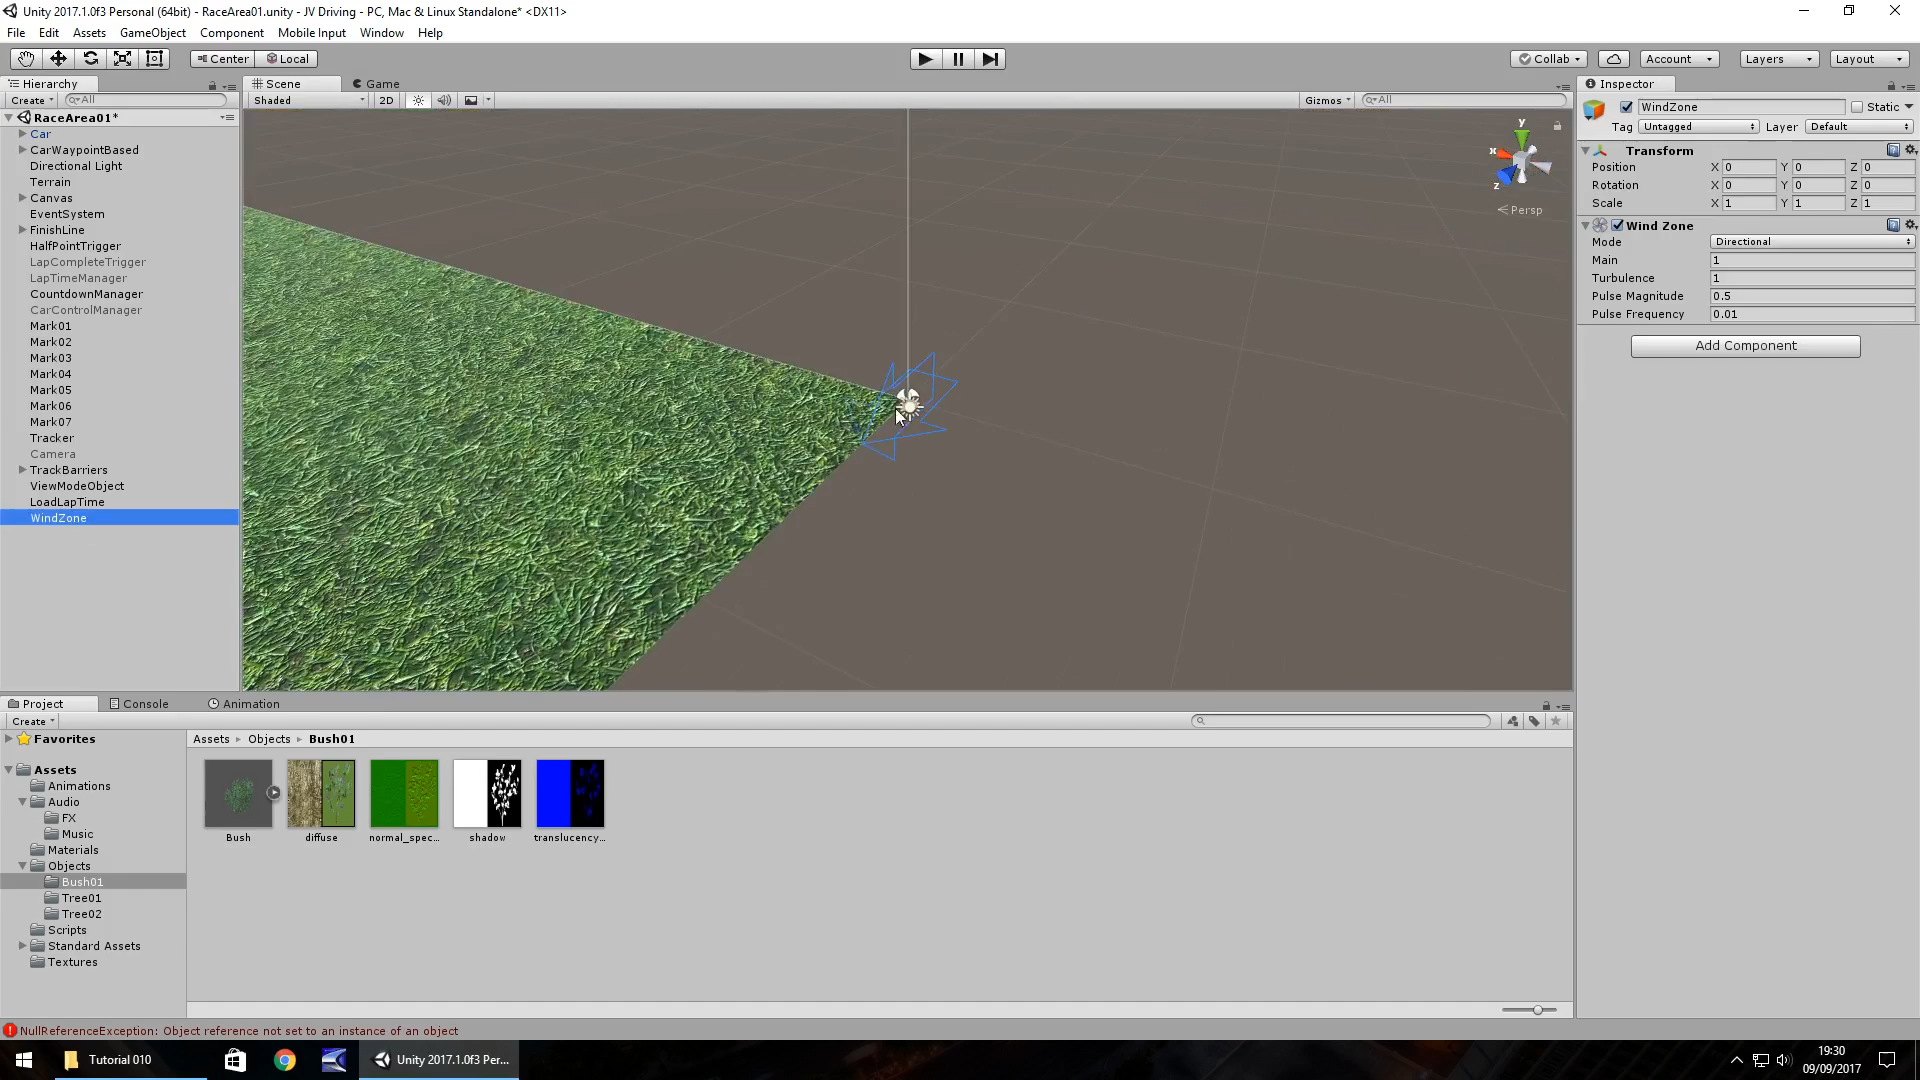 Unity 2017.1.0f3 Personal (64bit) - RaceArea01.unity - JV Driving - PC, Mac & Linux Standalone* <DX11>
File Edit Assets GameObject Component Mobile Input Window Help
Center Local Collab Account Layers Layout
Hierarchy
Create All
RaceArea01*
Car
CarWaypointBased
Directional Light
Terrain
Canvas
EventSystem
FinishLine
HalfPointTrigger
LapCompleteTrigger
LapTimeManager
CountdownManager
CarControlManager
Mark01
Mark02
Mark03
Mark04
Mark05
Mark06
Mark07
Tracker
Camera
TrackBarriers
ViewModeObject
LoadLapTime
WindZone
Scene Game
Shaded 2D Gizmos All
y
x
z
Persp
Inspector
WindZone Static
Tag Untagged Layer Default
Transform
Position X 0 Y 0 Z 0
Rotation X 0 Y 0 Z 0
Scale X 1 Y 1 Z 1
Wind Zone
Mode Directional
Main 1
Turbulence 1
Pulse Magnitude 0.5
Pulse Frequency 0.01
Add Component
Project Console Animation
Create
Favorites
Assets
Animations
Audio
FX
Music
Materials
Objects
Bush01
Tree01
Tree02
Scripts
Standard Assets
Textures
Assets Objects Bush01
Bush diffuse normal_spec... shadow translucency...
NullReferenceException: Object reference not set to an instance of an object
Tutorial 010 Unity 2017.1.0f3 Per... 19:30
09/09/2017